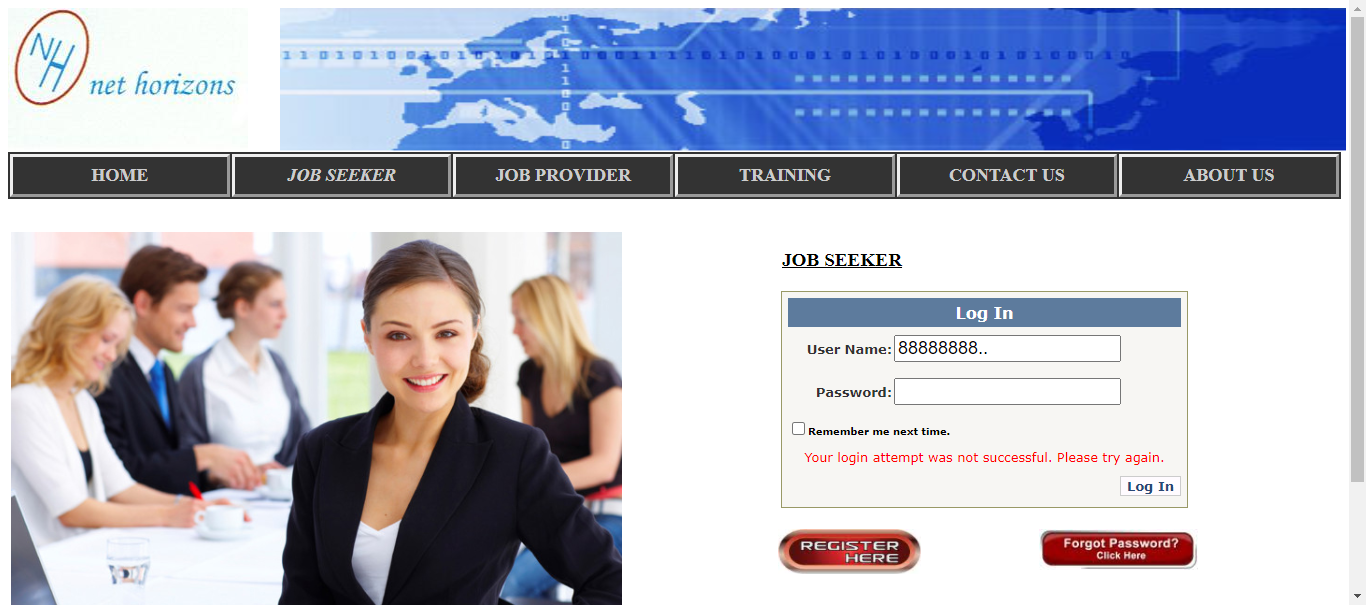 NH
net horizons
HOME
JOB SEEKER
JOB PROVIDER
TRAINING
CONTACT US
ABOUT US
JOB SEEKER
Log In
User Name: 88888888..
Password:
Remember me next time.
Your login attempt was not successful. Please try again.
Log In
REGISTER
HERE
Forgot Password?
Click Here